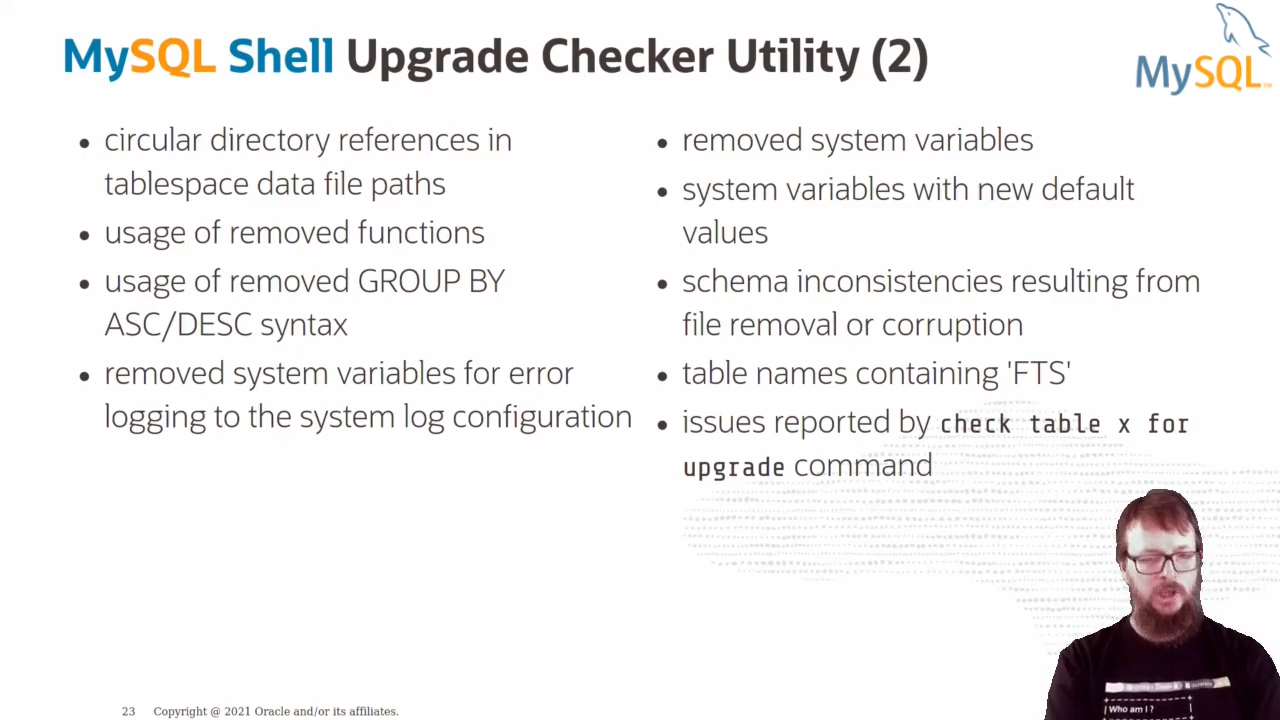 MySQL Shell Upgrade Checker Utility (2)
MySQL
• circular directory references in
tablespace data file paths
• usage of removed functions
• usage of removed GROUP BY
ASC/DESC syntax
• removed system variables for error
logging to the system log configuration
• removed system variables
• system variables with new default
values
• schema inconsistencies resulting from
file removal or corruption
• table names containing 'FTS'
• issues reported by check table x for
upgrade command
Who am I ?
23 Copyright @ 2021 Oracle and/or its affiliates.